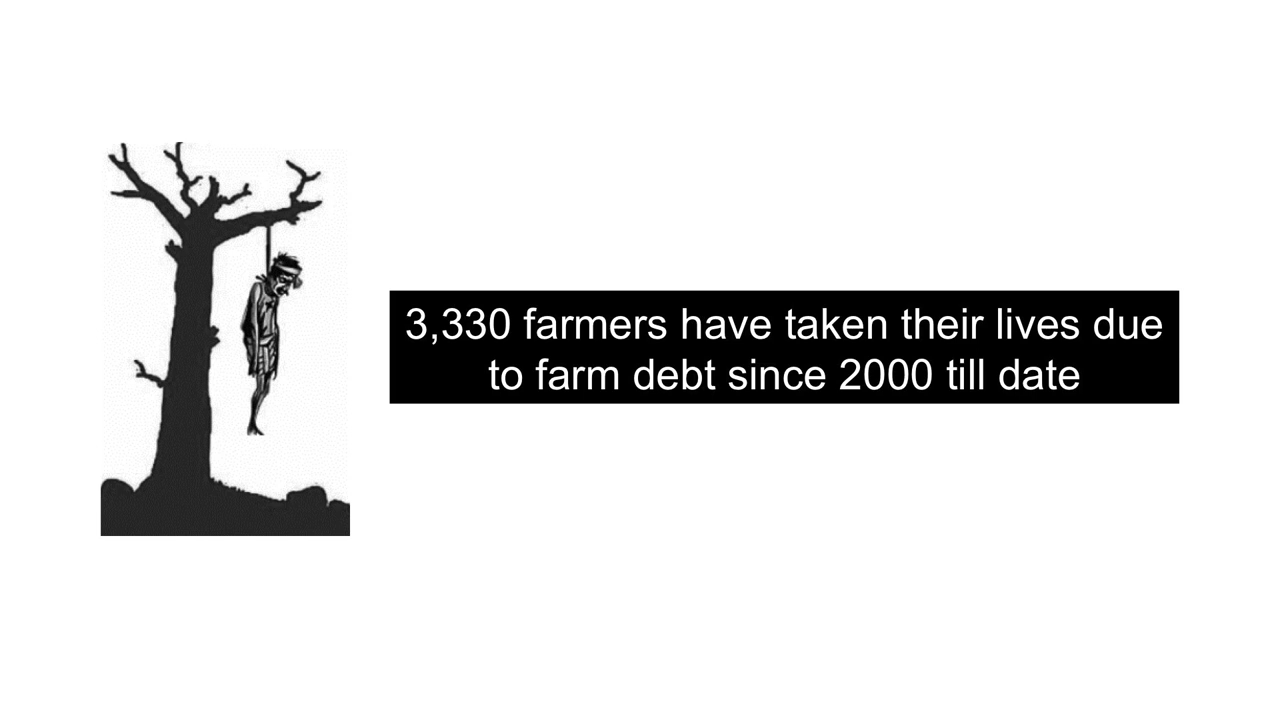 3,330 farmers have taken their lives due
to farm debt since 2000 till date